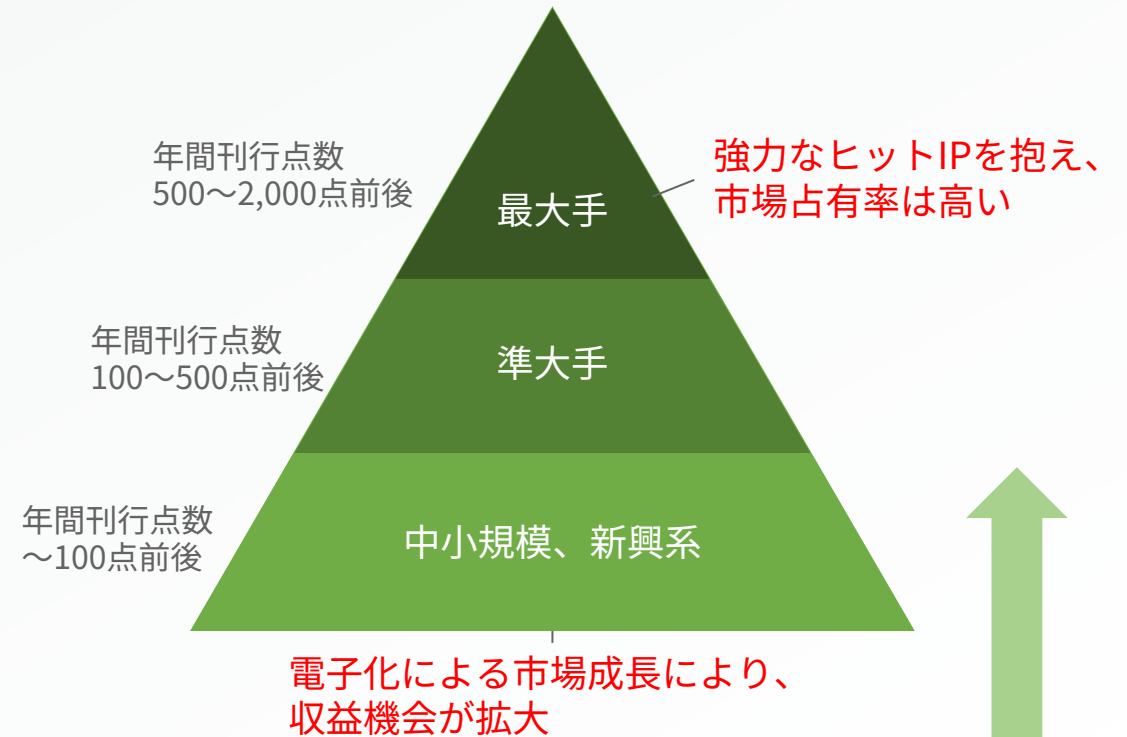 年間刊行点数
500～2,000点前後
最大手
強力なヒットIPを抱え、
市場占有率は高い
年間刊行点数
100～500点前後
準大手
年間刊行点数
～100点前後
中小規模、新興系
電子化による市場成長により、
収益機会が拡大